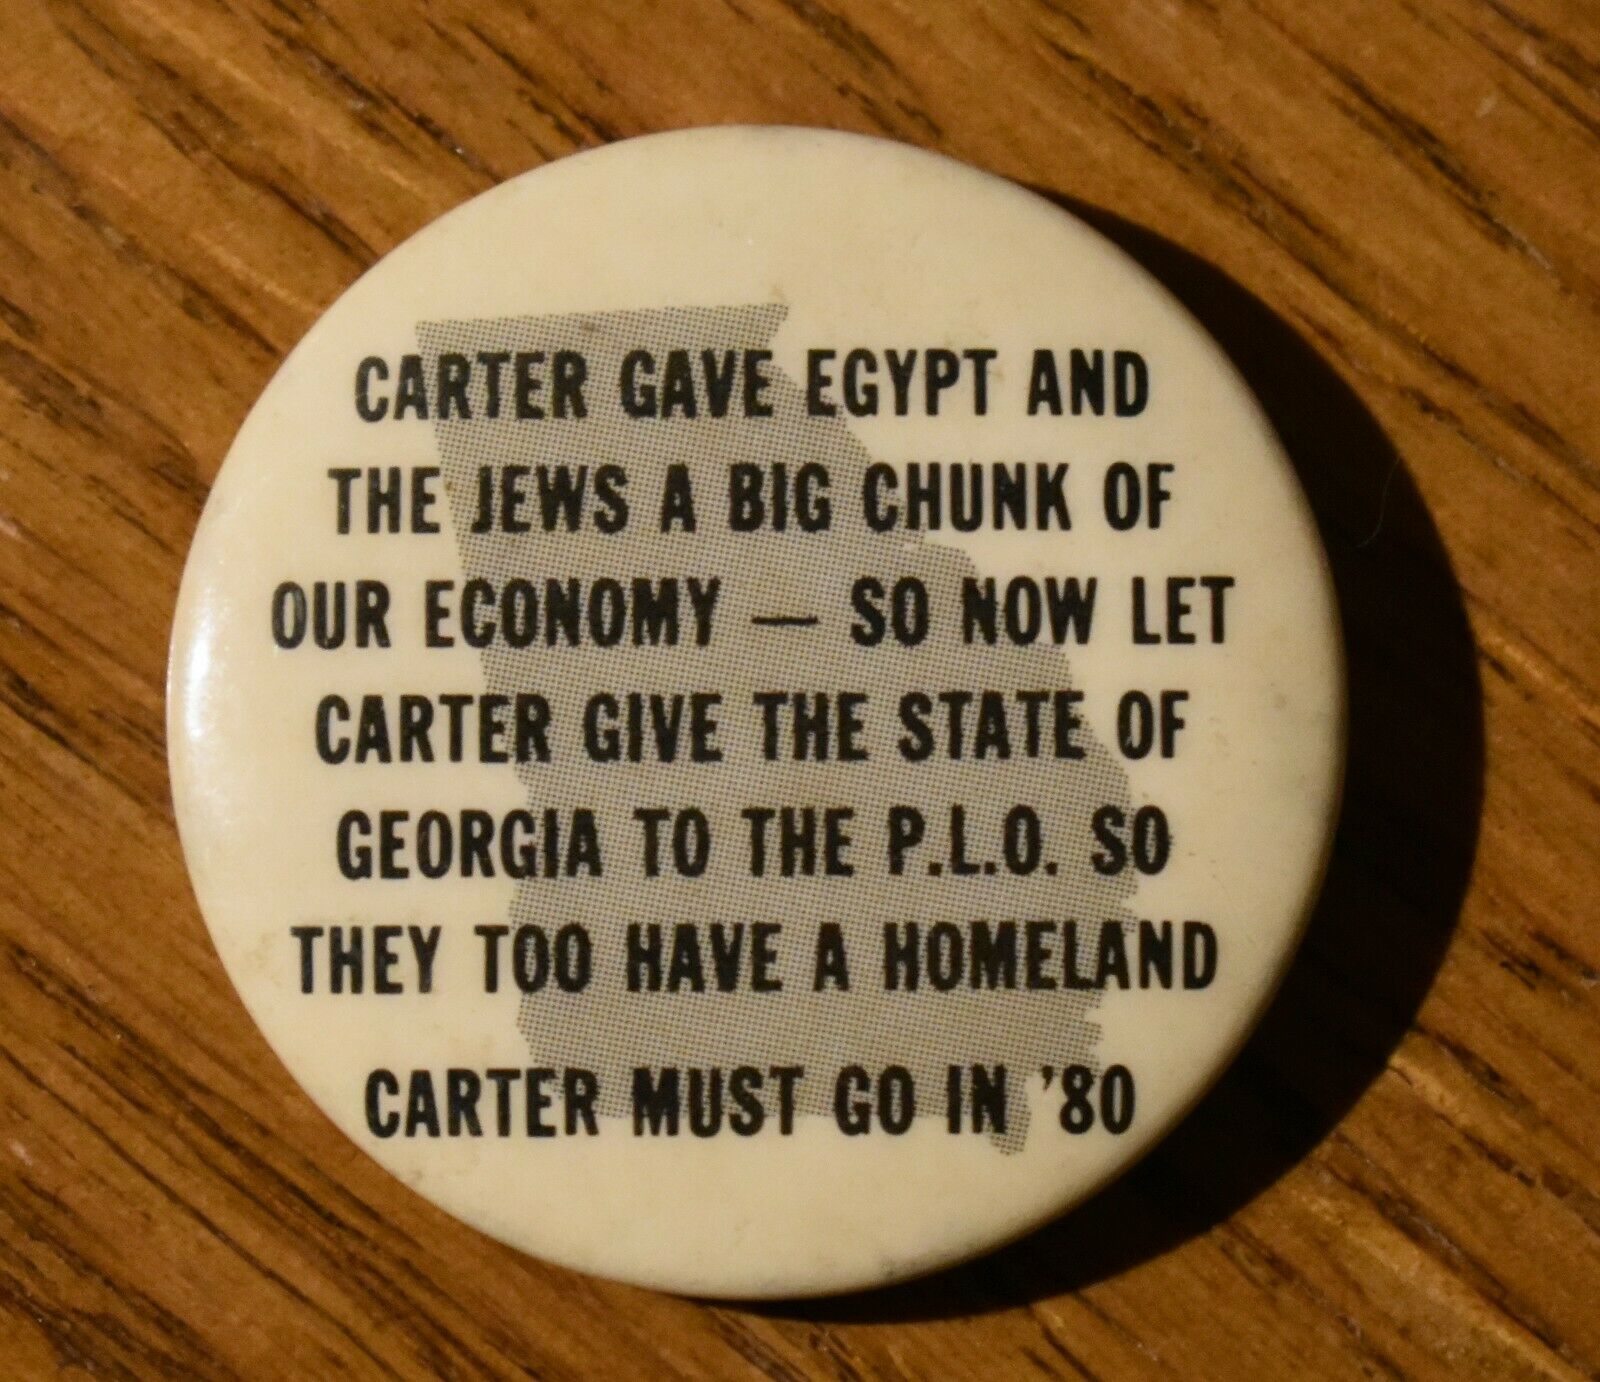 CARTER GAVE EGYPT AND
THE JEWS A BIG CHUNK OF
OUR ECONOMY — SO NOW LET
CARTER GIVE THE STATE OF
GEORGIA TO THE P.L.O. SO
THEY TOO HAVE A HOMELAND
CARTER MUST GO IN '80